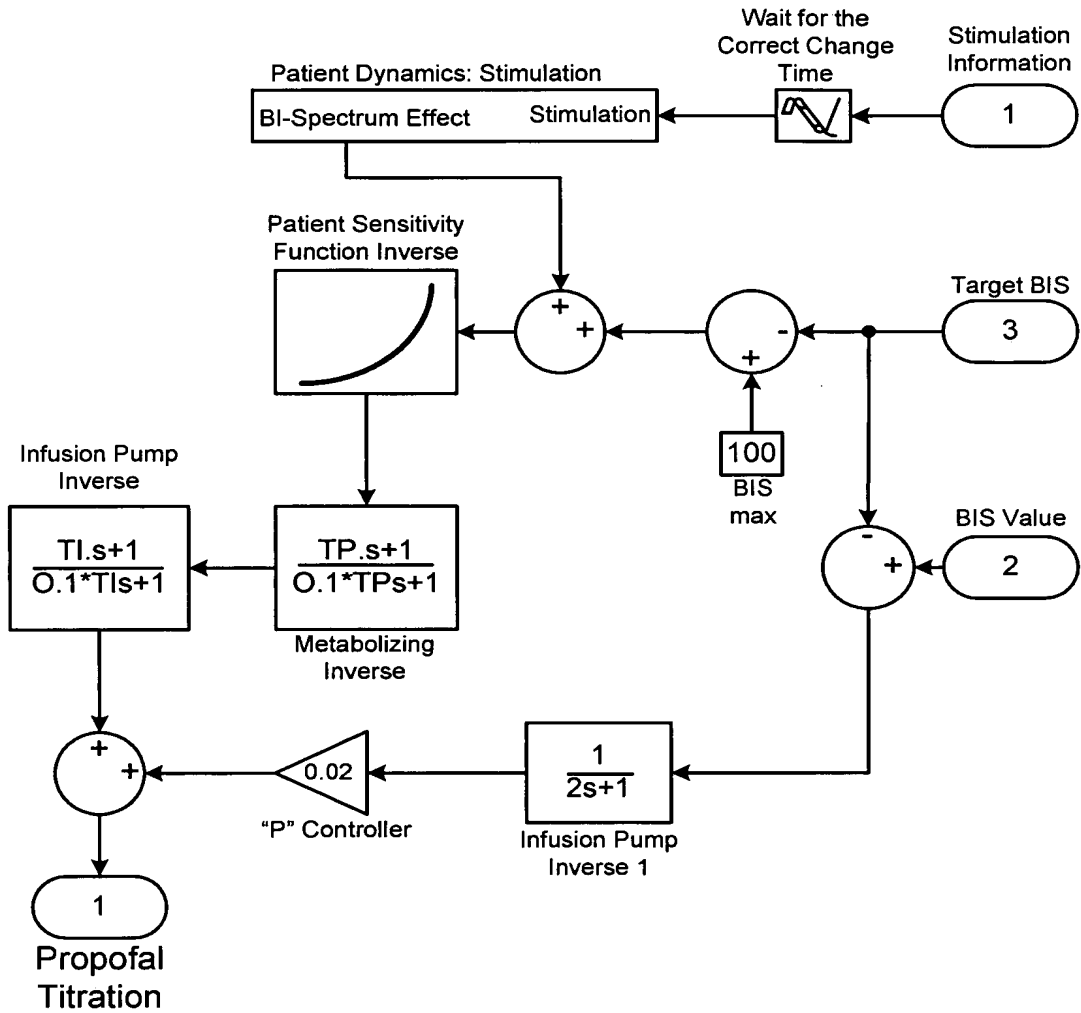 Wait for the
Correct Change
Time
Stimulation
Information
1
Patient Dynamics: Stimulation
BI-Spectrum Effect
Stimulation
Patient Sensitivity
Function Inverse
+
+
-
+
Target BIS
3
100
BIS
max
Infusion Pump
Inverse
TI.s+1
O.1*TIs+1
TP.s+1
O.1*TPs+1
Metabolizing
Inverse
-
+
BIS Value
2
+
+
0.02
"P" Controller
1
2s+1
Infusion Pump
Inverse 1
1
Propofal
Titration